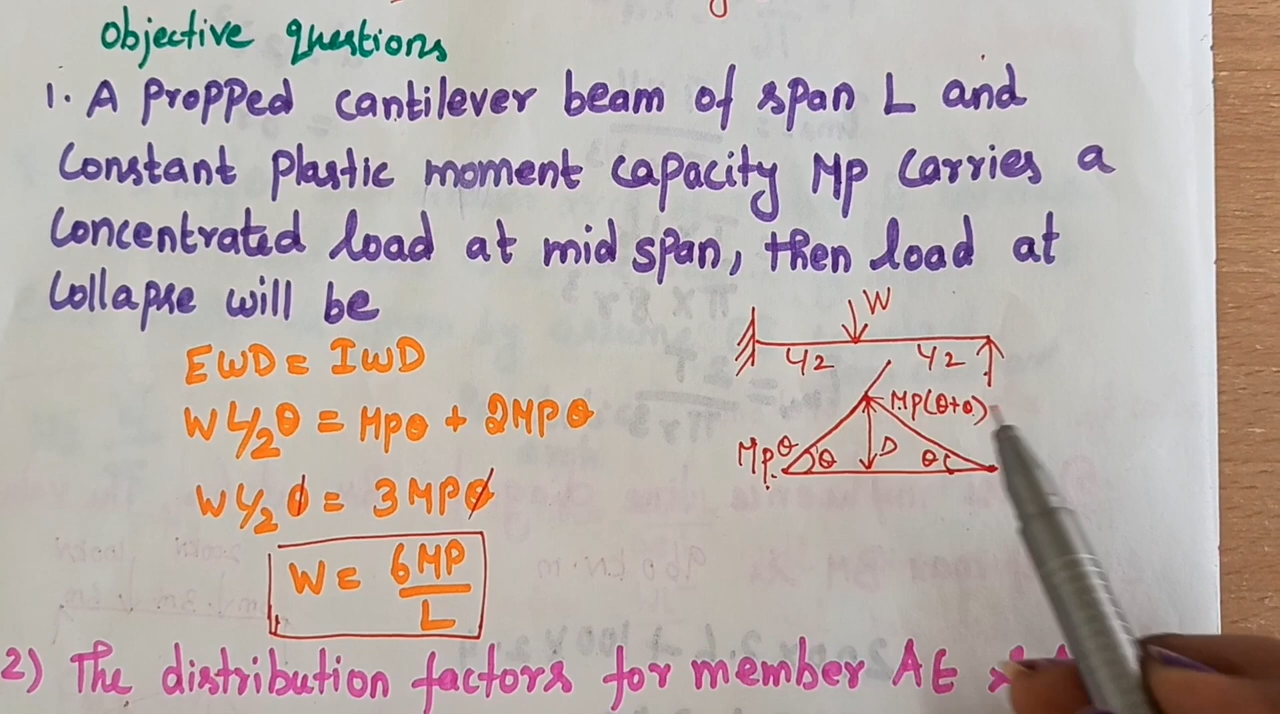 Objective questions
1. A propped cantilever beam of span L and
Constant plastic moment capacity Mp carries a
Concentrated load at mid span, then load at
Collapse will be
EWD = IWD
W L/2 θ = Mpθ + 2MPθ
W L/2 θ = 3MPθ
W = 6MP/L
W
L/2 L/2
Mp(θ+θ)
Mpθ θ D θ
2) The distribution factors for member AE